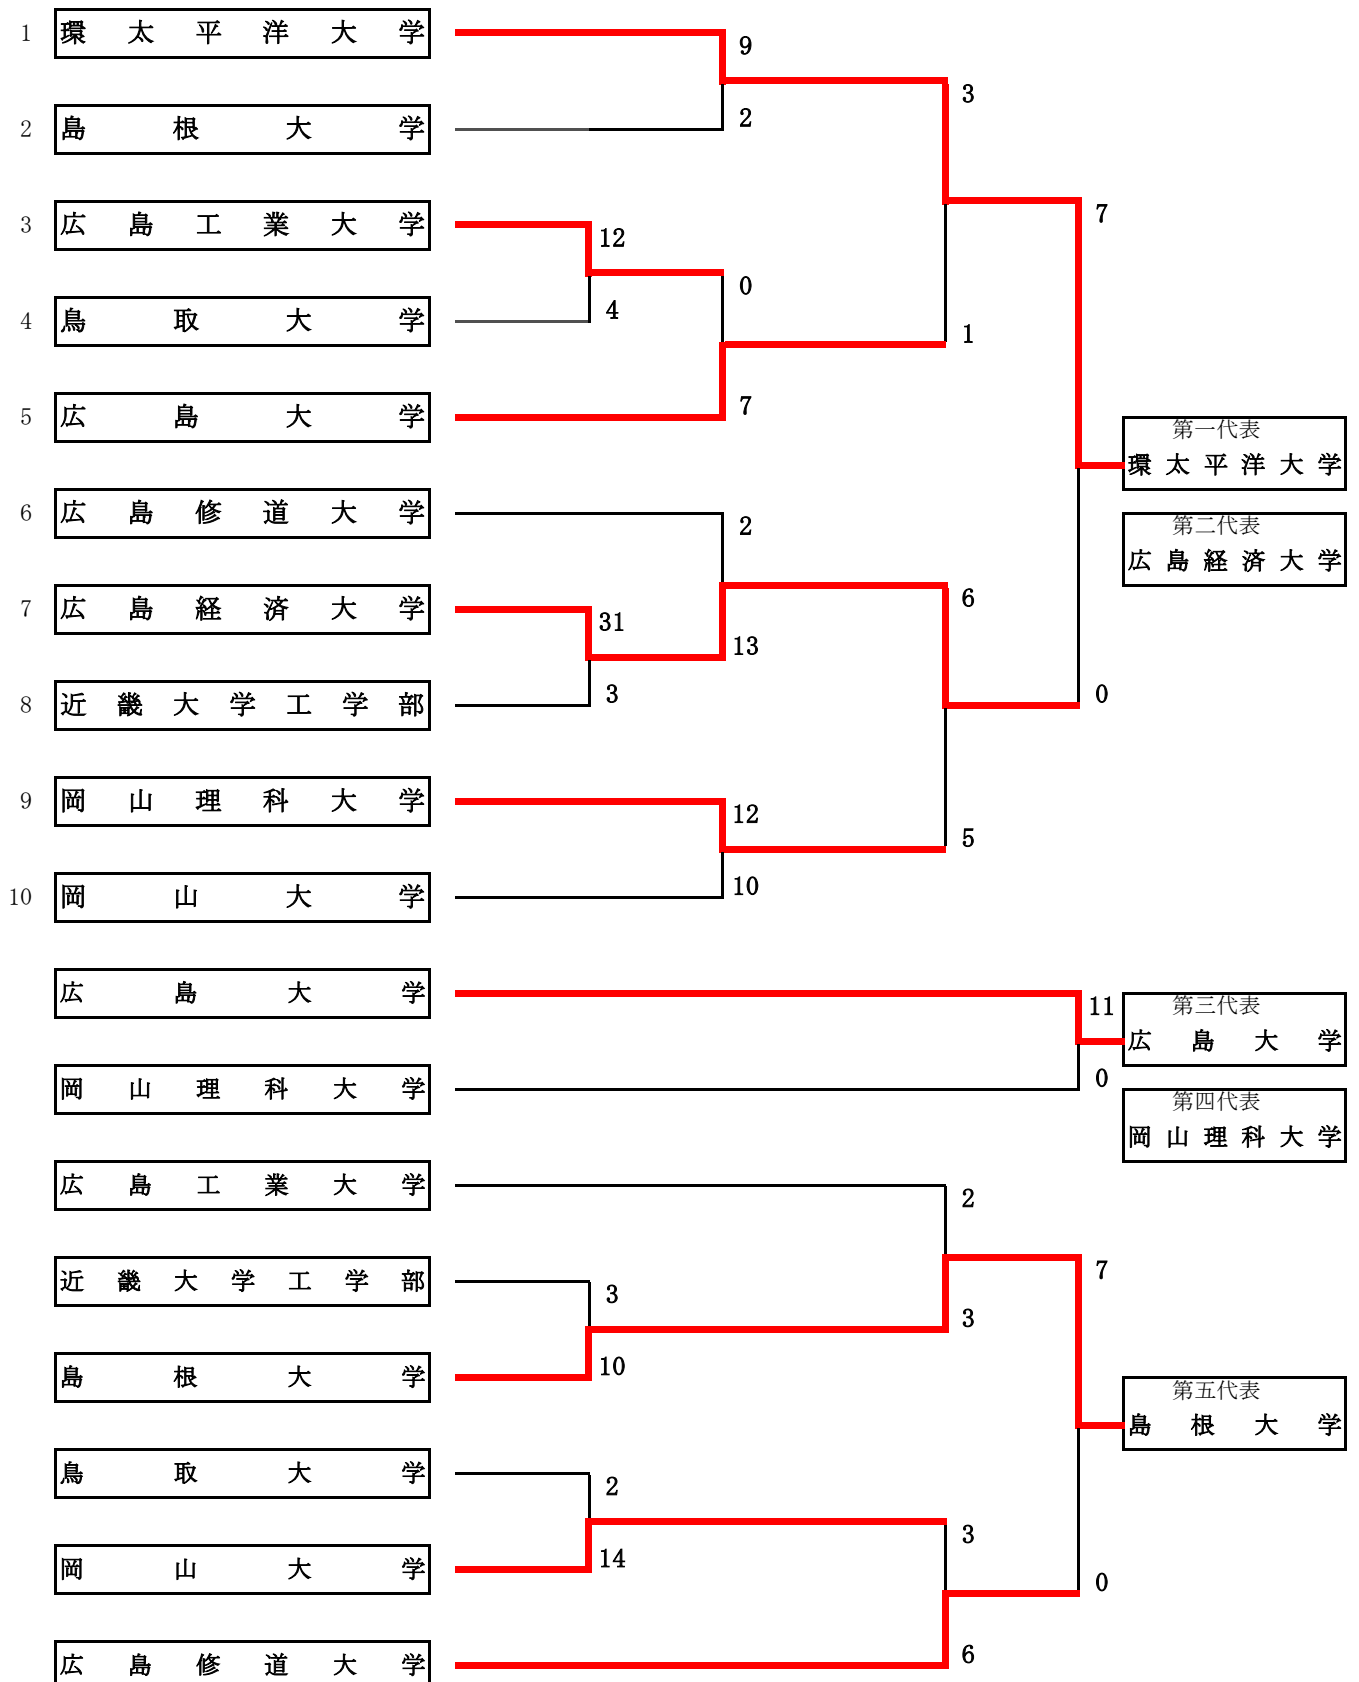 1 環太平洋大学
9
3
2 島根大学
2
7
3 広島工業大学
12
0
4 鳥取大学
4
1
5 広島大学
7
第一代表
環太平洋大学
6 広島修道大学
2
第二代表
広島経済大学
7 広島経済大学
31
6
13
8 近畿大学工学部
3
0
9 岡山理科大学
12
5
10 岡山大学
10
広島大学
11
第三代表
広島大学
岡山理科大学
0
第四代表
岡山理科大学
広島工業大学
2
7
近畿大学工学部
3
3
島根大学
10
第五代表
島根大学
鳥取大学
2
3
岡山大学
14
0
広島修道大学
6